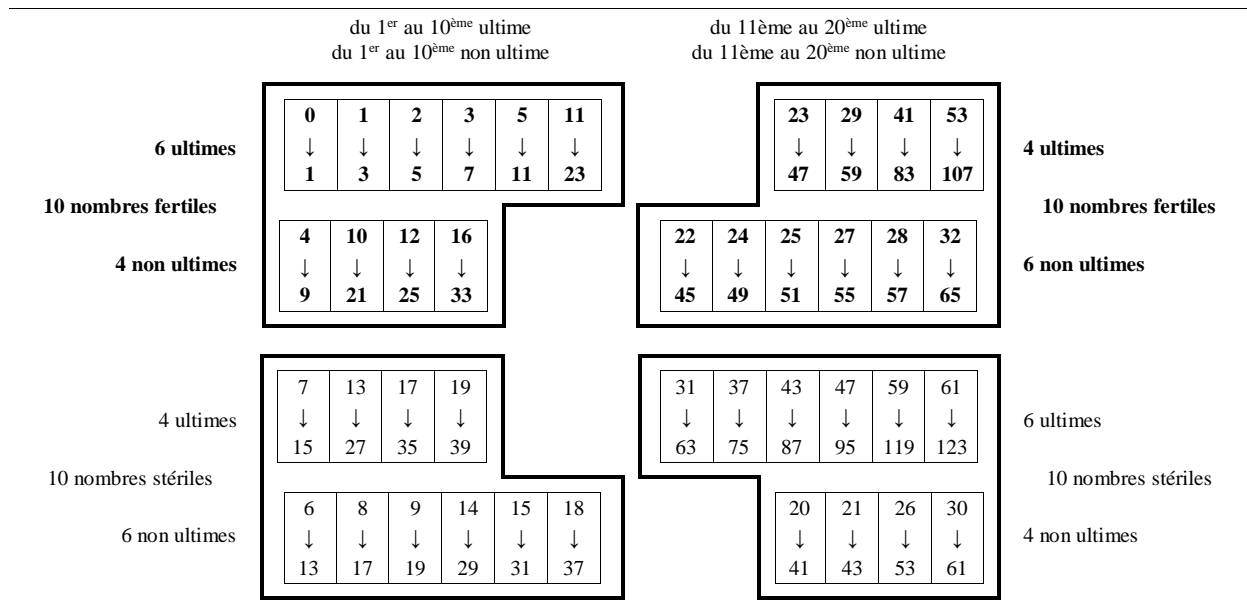 du 1er au 10ème ultime
du 1er au 10ème non ultime
du 11ème au 20ème ultime
du 11ème au 20ème non ultime
6 ultimes
0 1 2 3 5 11
↓ ↓ ↓ ↓ ↓ ↓
1 3 5 7 11 23
10 nombres fertiles
4 non ultimes
4 10 12 16
↓ ↓ ↓ ↓
9 21 25 33
23 29 41 53
↓ ↓ ↓ ↓
47 59 83 107
4 ultimes
10 nombres fertiles
22 24 25 27 28 32
↓ ↓ ↓ ↓ ↓ ↓
45 49 51 55 57 65
6 non ultimes
4 ultimes
7 13 17 19
↓ ↓ ↓ ↓
15 27 35 39
10 nombres stériles
6 non ultimes
6 8 9 14 15 18
↓ ↓ ↓ ↓ ↓ ↓
13 17 19 29 31 37
31 37 43 47 59 61
↓ ↓ ↓ ↓ ↓ ↓
63 75 87 95 119 123
6 ultimes
10 nombres stériles
20 21 26 30
↓ ↓ ↓ ↓
41 43 53 61
4 non ultimes